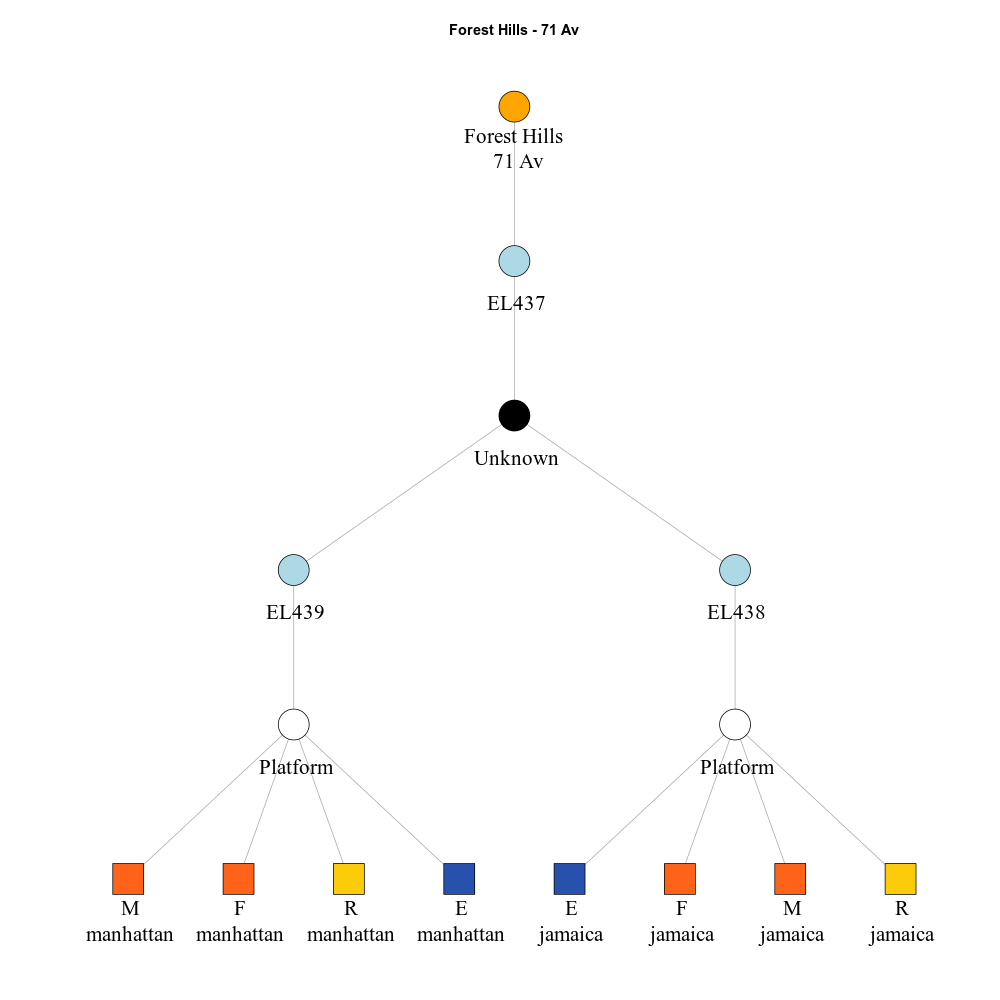 Forest Hills - 71 Av
Forest Hills
71 Av
EL437
Unknown
EL439
EL438
Platform
Platform
M
manhattan
F
manhattan
R
manhattan
E
manhattan
E
jamaica
F
jamaica
M
jamaica
R
jamaica